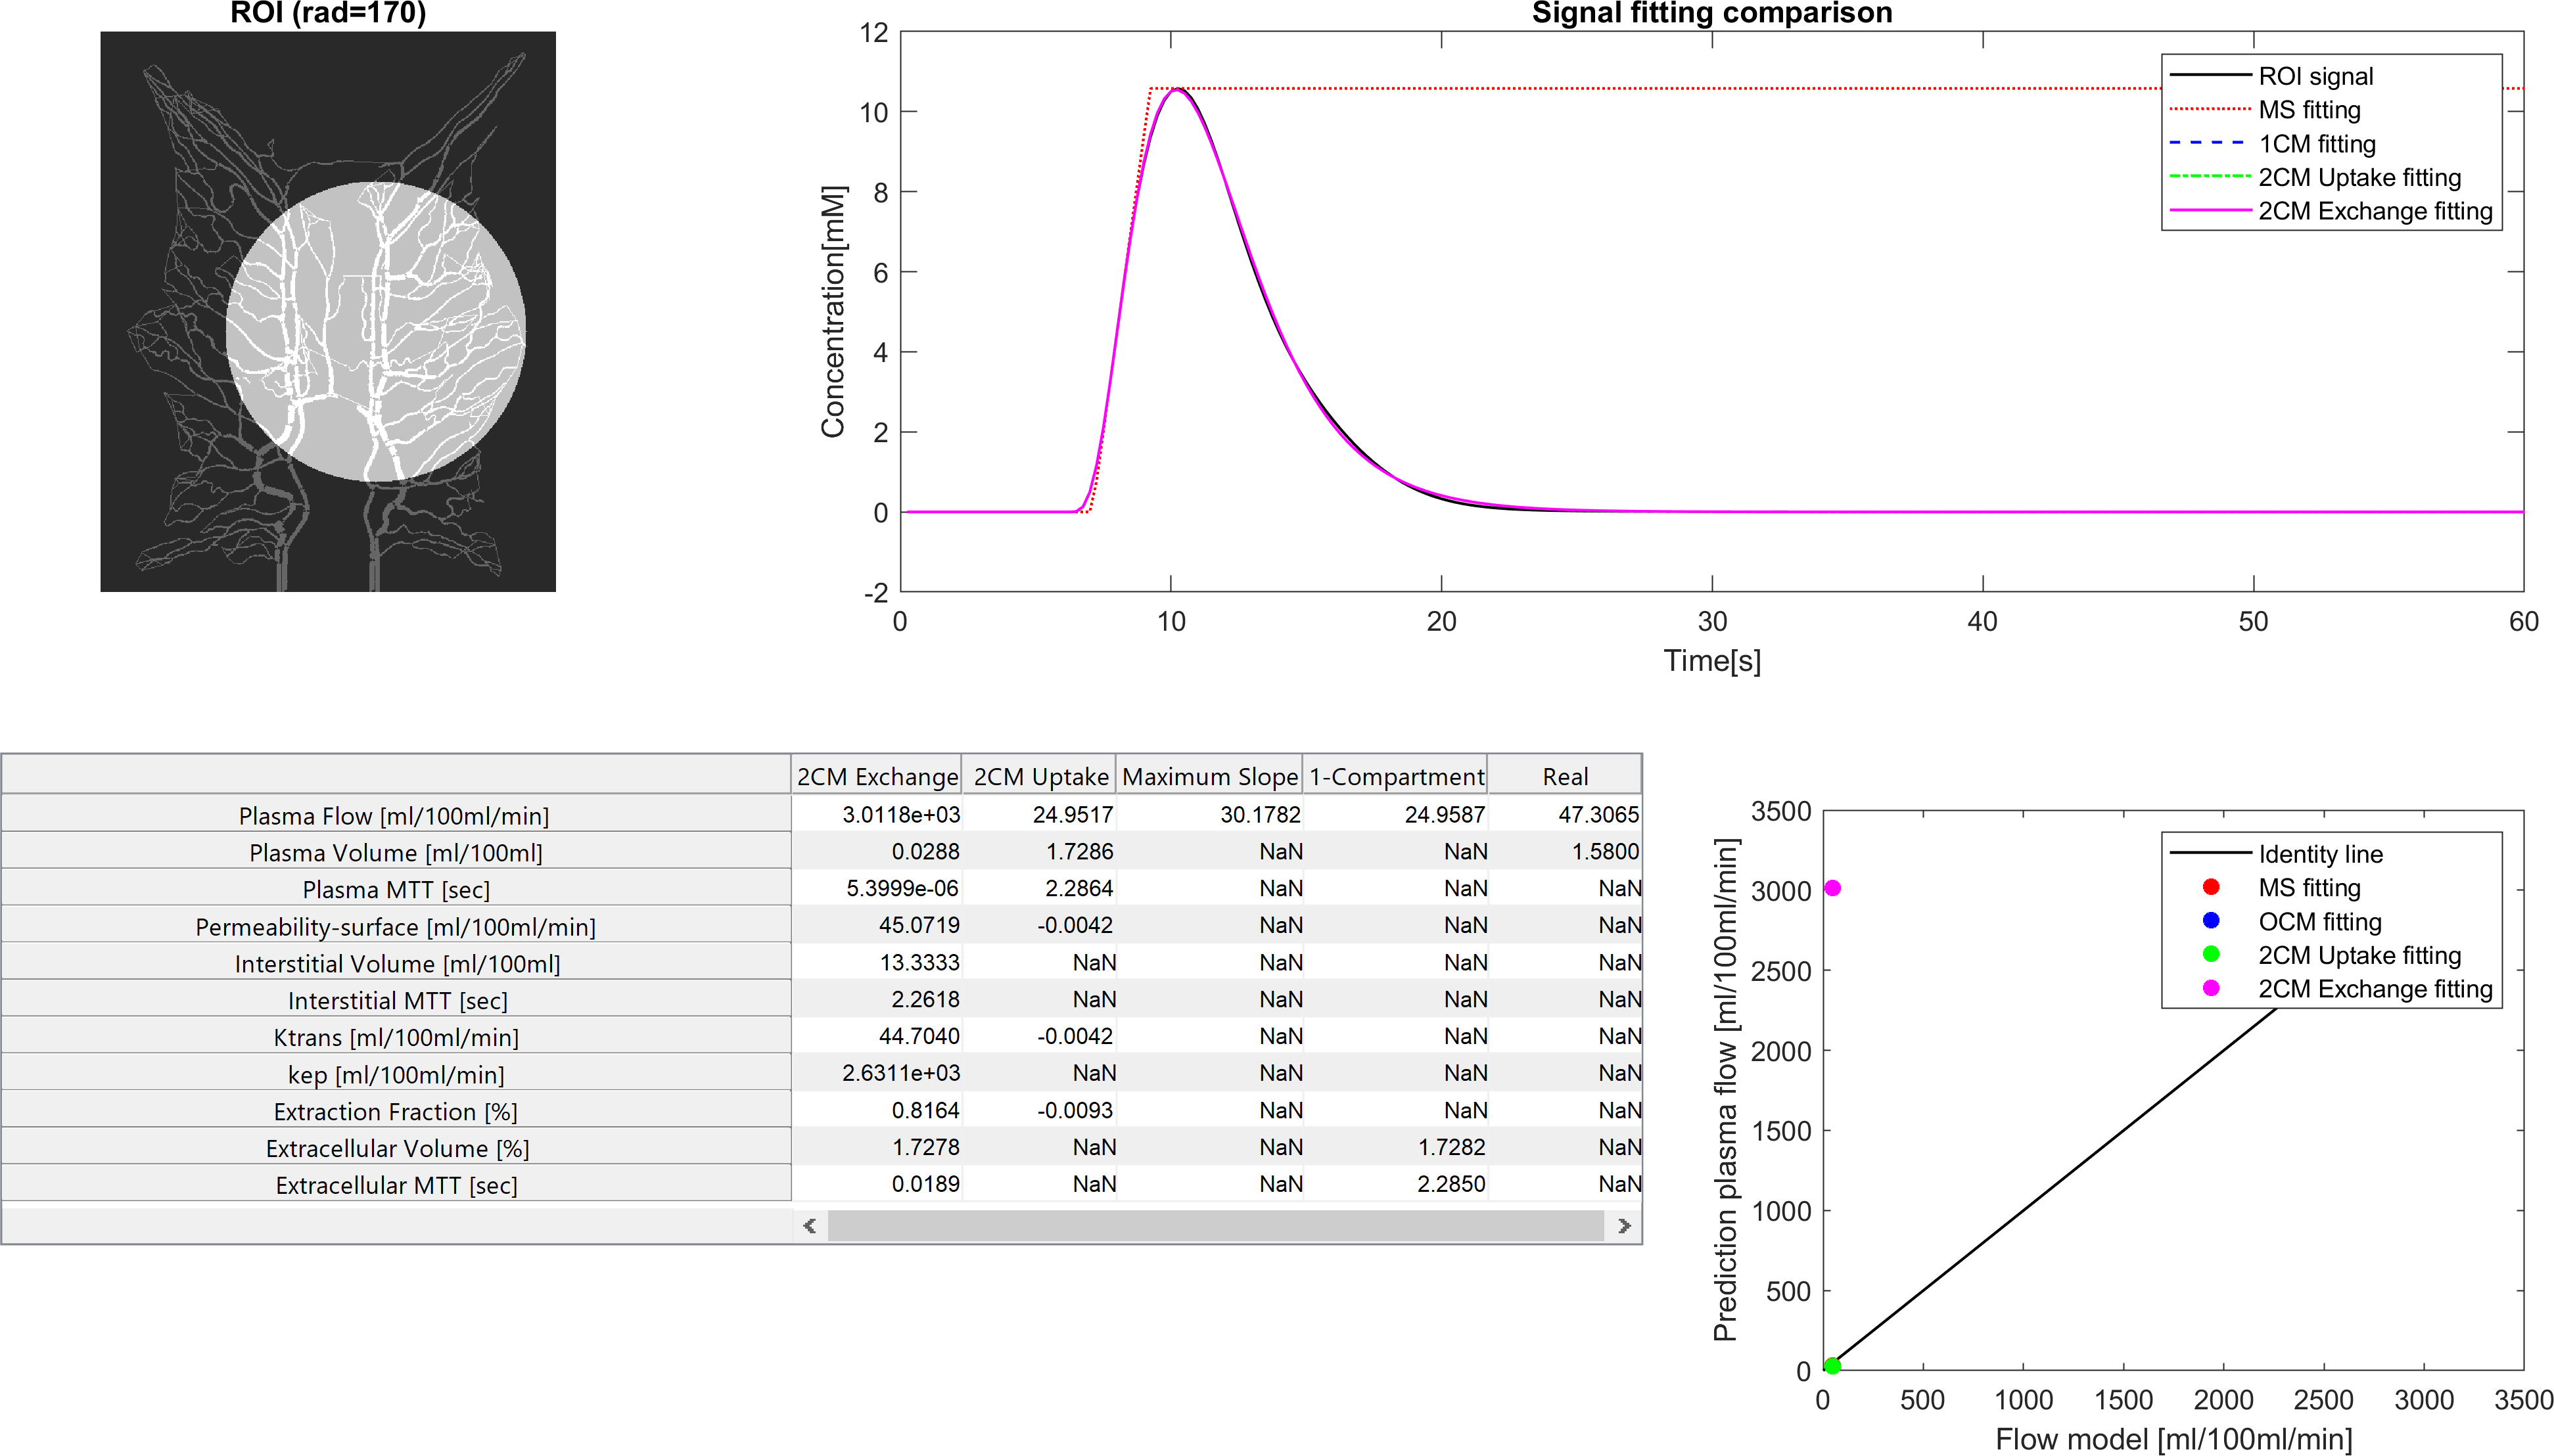 ROI (rad=170)
Signal fitting comparison
12
10
8
6
4
2
0
-2
Concentration[mM]
0 10 20 30 40 50 60
Time[s]
ROI signal
MS fitting
1CM fitting
2CM Uptake fitting
2CM Exchange fitting
2CM Exchange 2CM Uptake Maximum Slope 1-Compartment Real
Plasma Flow [ml/100ml/min] 3.0118e+03 24.9517 30.1782 24.9587 47.3065
Plasma Volume [ml/100ml] 0.0288 1.7286 NaN NaN 1.5800
Plasma MTT [sec] 5.3999e-06 2.2864 NaN NaN NaN
Permeability-surface [ml/100ml/min] 45.0719 -0.0042 NaN NaN NaN
Interstitial Volume [ml/100ml] 13.3333 NaN NaN NaN NaN
Interstitial MTT [sec] 2.2618 NaN NaN NaN NaN
Ktrans [ml/100ml/min] 44.7040 -0.0042 NaN NaN NaN
kep [ml/100ml/min] 2.6311e+03 NaN NaN NaN NaN
Extraction Fraction [%] 0.8164 -0.0093 NaN NaN NaN
Extracellular Volume [%] 1.7278 NaN NaN 1.7282 NaN
Extracellular MTT [sec] 0.0189 NaN NaN 2.2850 NaN
3500
3000
2500
2000
1500
1000
500
0
Prediction plasma flow [ml/100ml/min]
Identity line
MS fitting
OCM fitting
2CM Uptake fitting
2CM Exchange fitting
0 500 1000 1500 2000 2500 3000 3500
Flow model [ml/100ml/min]